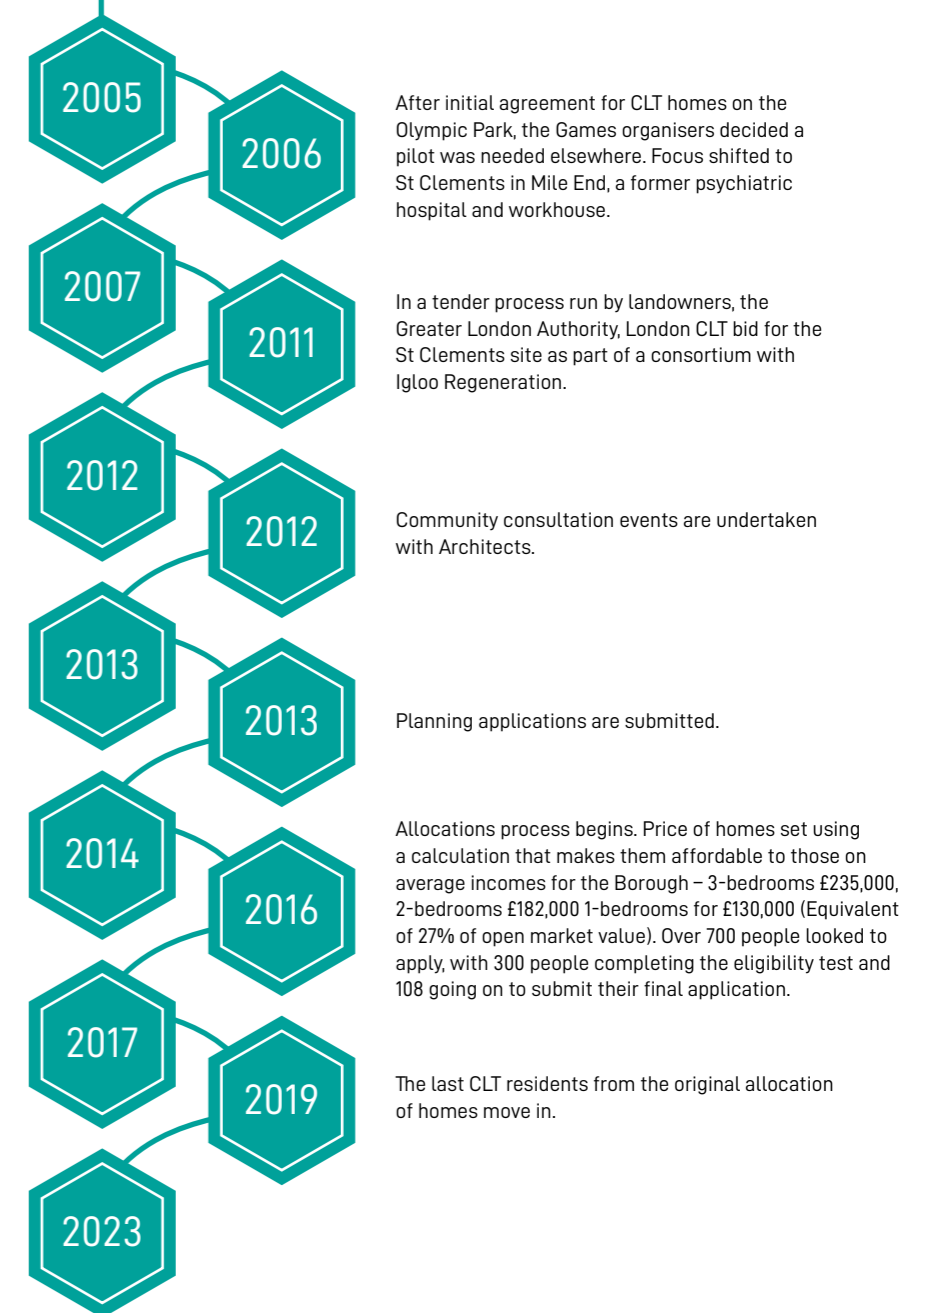 2005
2006
After initial agreement for CLT homes on the
Olympic Park, the Games organisers decided a
pilot was needed elsewhere. Focus shifted to
St Clements in Mile End, a former psychiatric
hospital and workhouse.
2007
2011
In a tender process run by landowners, the
Greater London Authority, London CLT bid for the
St Clements site as part of a consortium with
Igloo Regeneration.
2012
2012
Community consultation events are undertaken
with Architects.
2013
2013
Planning applications are submitted.
2014
2016
Allocations process begins. Price of homes set using
a calculation that makes them affordable to those on
average incomes for the Borough – 3-bedrooms £235,000,
2-bedrooms £182,000 1-bedrooms for £130,000 (Equivalent
of 27% of open market value). Over 700 people looked to
apply, with 300 people completing the eligibility test and
108 going on to submit their final application.
2017
2019
The last CLT residents from the original allocation
of homes move in.
2023